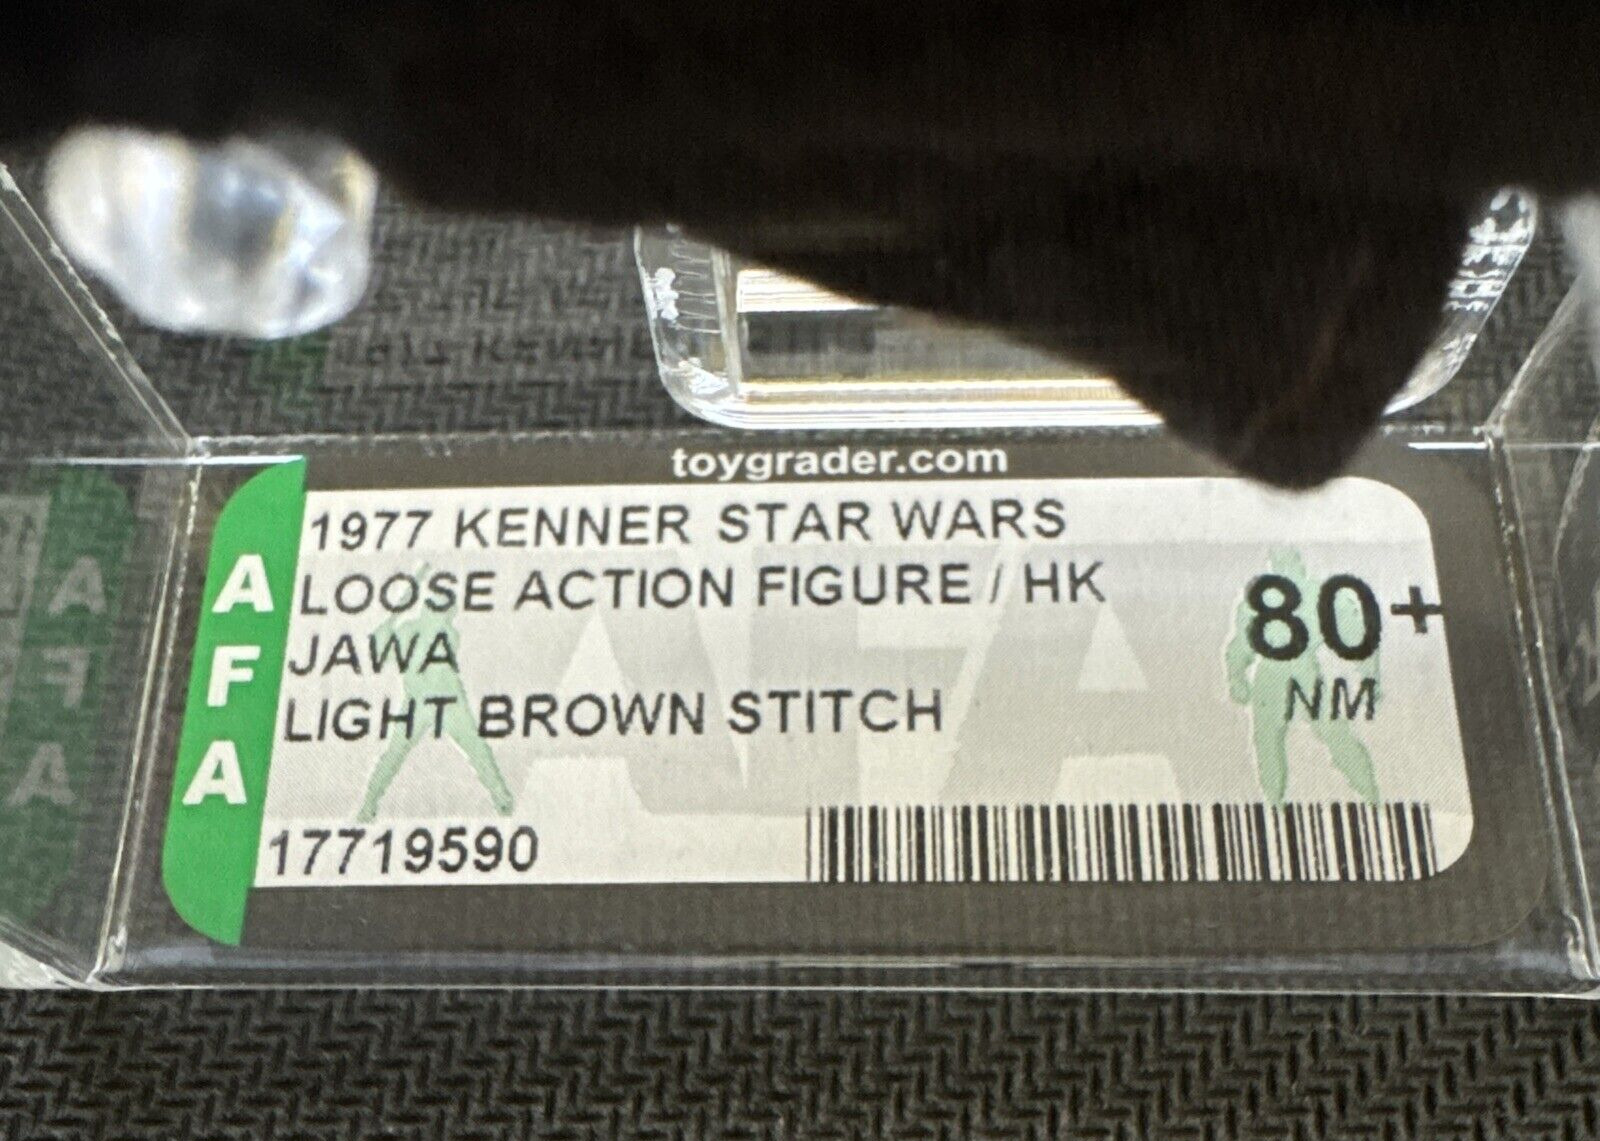 toygrader.com
AFA
1977 KENNER STAR WARS
LOOSE ACTION FIGURE / HK
JAWA
LIGHT BROWN STITCH
80+
NM
17719590